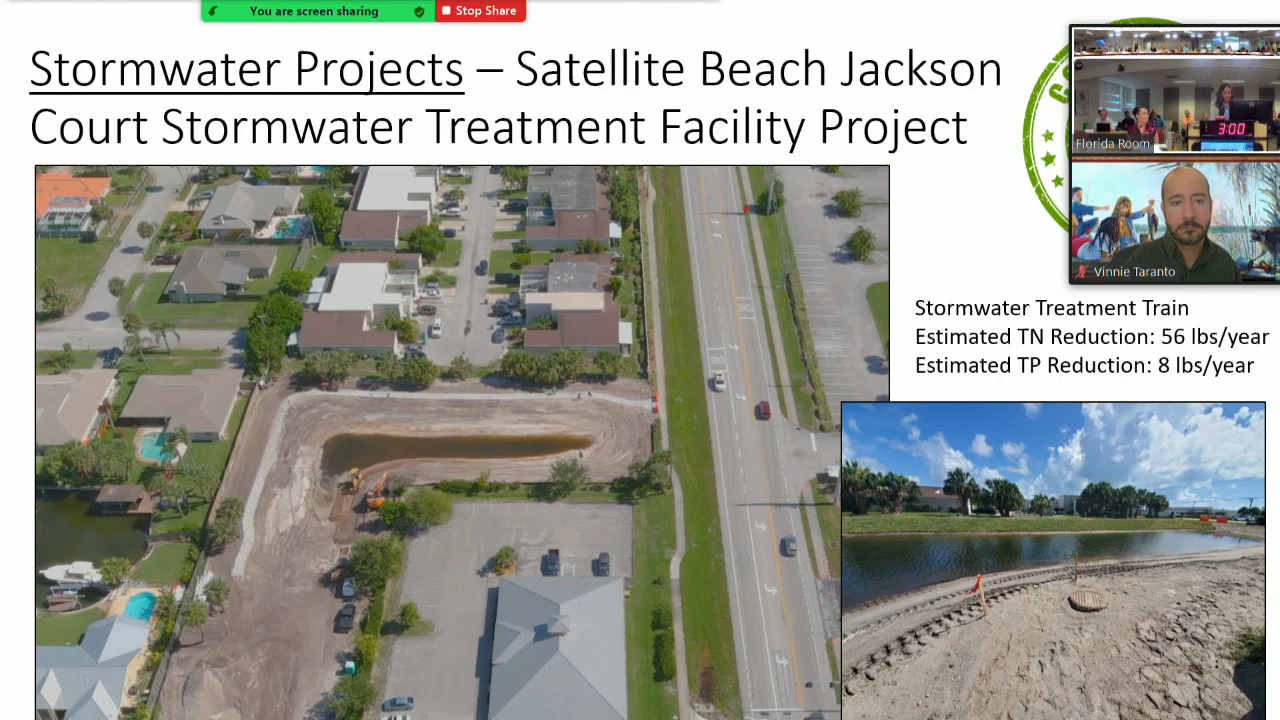 You are screen sharing
Stop Share
Stormwater Projects – Satellite Beach Jackson
Court Stormwater Treatment Facility Project
3:00
Florida Room
Vinnie Taranto
Stormwater Treatment Train
Estimated TN Reduction: 56 lbs/year
Estimated TP Reduction: 8 lbs/year